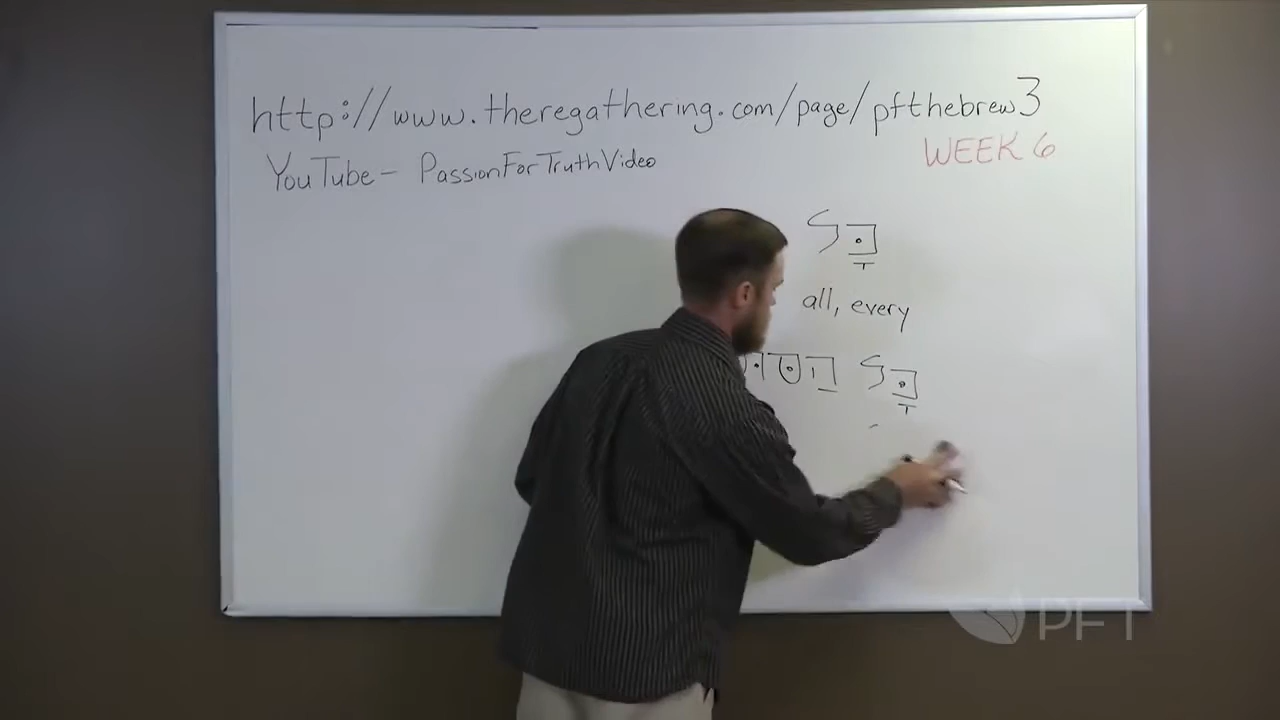 http://www.theregathering.com/page/pfthebrew3
WEEK 6
YouTube - PassionForTruthVideo
כָּל
all, every
כָּל
PFT